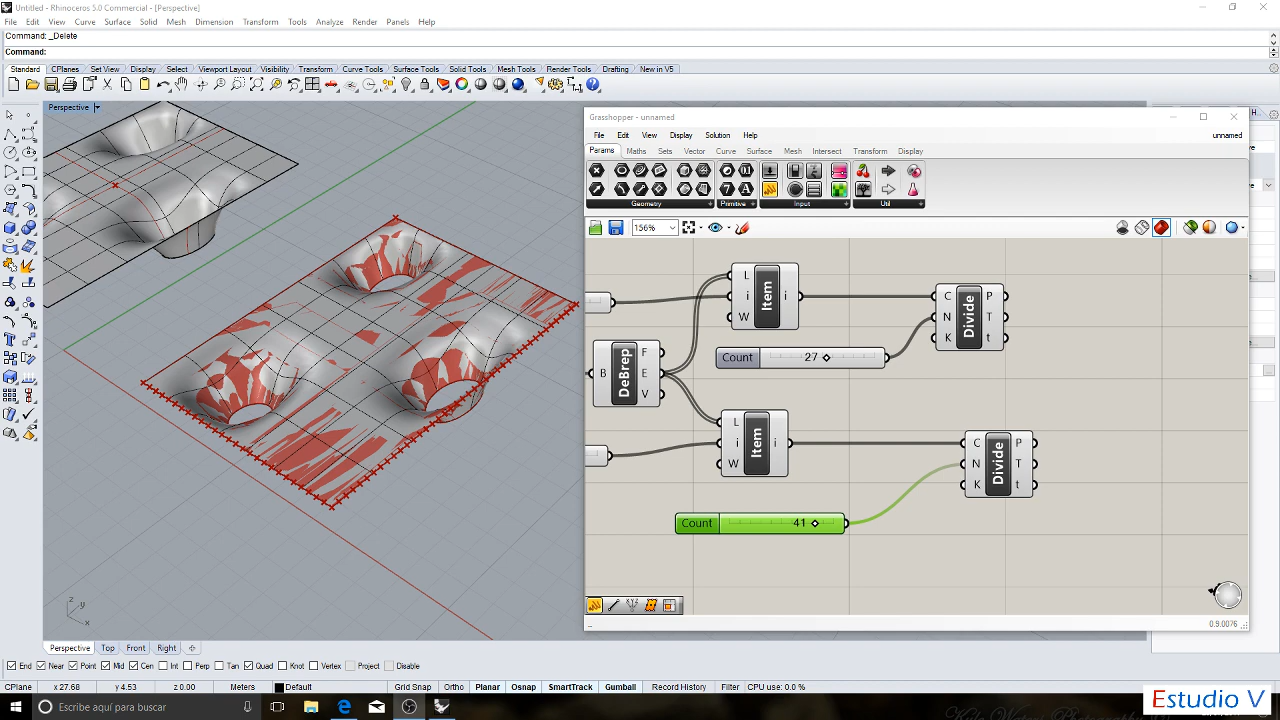 Untitled - Rhinoceros 5.0 Commercial - [Perspective]
File Edit View Curve Surface Solid Mesh Dimension Transform Tools Analyze Render Panels Help
Command: _Delete
Command:
Standard CPlanes Set View Display Select Viewport Layout Visibility Transform Curve Tools Surface Tools Solid Tools Mesh Tools Render Tools Drafting New in V5
Perspective
Grasshopper - unnamed
File Edit View Display Solution Help unnamed
Params Maths Sets Vector Curve Surface Mesh Intersect Transform Display
Geometry Primitive Input Util
156%
L i W Item i
C N K Divide P T t
Count 27
B DeBrep F E V
L i W Item i
C N K Divide P T t
Count 41
0.9.0076
z y x
Perspective Top Front Right
End Near Point Mid Cen Int Perp Tan Quad Knot Vertex Project Disable
CPlane x 27.68 y 4.53 z 0.00 Meters Default Grid Snap Ortho Planar Osnap SmartTrack Gumball Record History Filter CPU use: 0.0 %
Escribe aquí para buscar
Estudio V